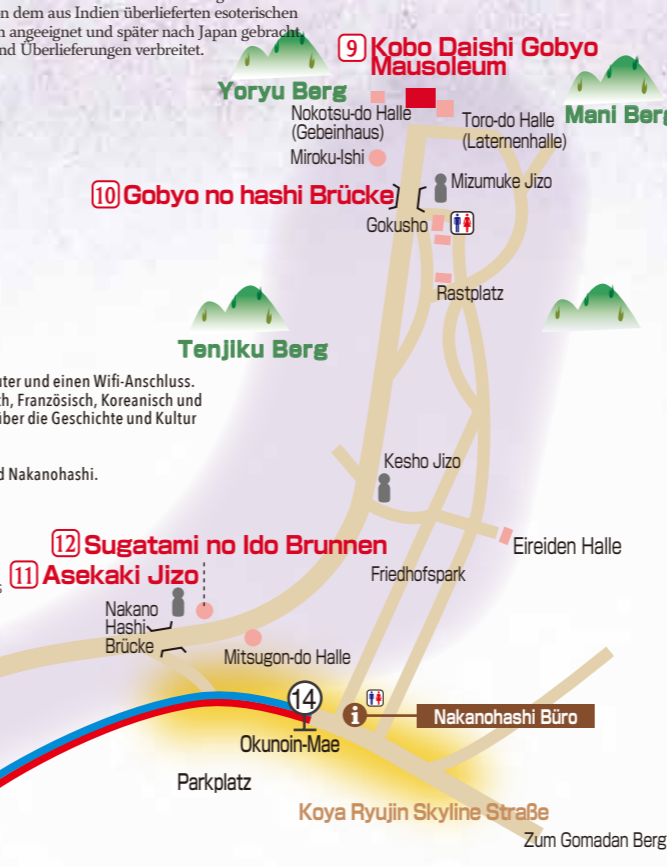 n dem aus Indien überlieferten esoterischen
n angeeignet und später nach Japan gebracht,
nd Überlieferungen verbreitet.
9 Kobo Daishi Gobyo
Mausoleum
Yoryu Berg
Nokotsu-do Halle
(Gebeinhaus)
Toro-do Halle
(Laternenhalle)
Mani Berg
Miroku-Ishi
Mizumuke Jizo
10 Gobyo no hashi Brücke
Gokusho
Rastplatz
Tenjiku Berg
uter und einen Wifi-Anschluss.
ch, Französisch, Koreanisch und
über die Geschichte und Kultur
d Nakanohashi.
Kesho Jizo
12 Sugatami no Ido Brunnen
Eireiden Halle
11 Asekaki Jizo
Friedhofspark
s
Nakano
Hashi
Brücke
Mitsugon-do Halle
14
i
Nakanohashi Büro
Okunoin-Mae
Parkplatz
Koya Ryujin Skyline Straße
Zum Gomadan Berg